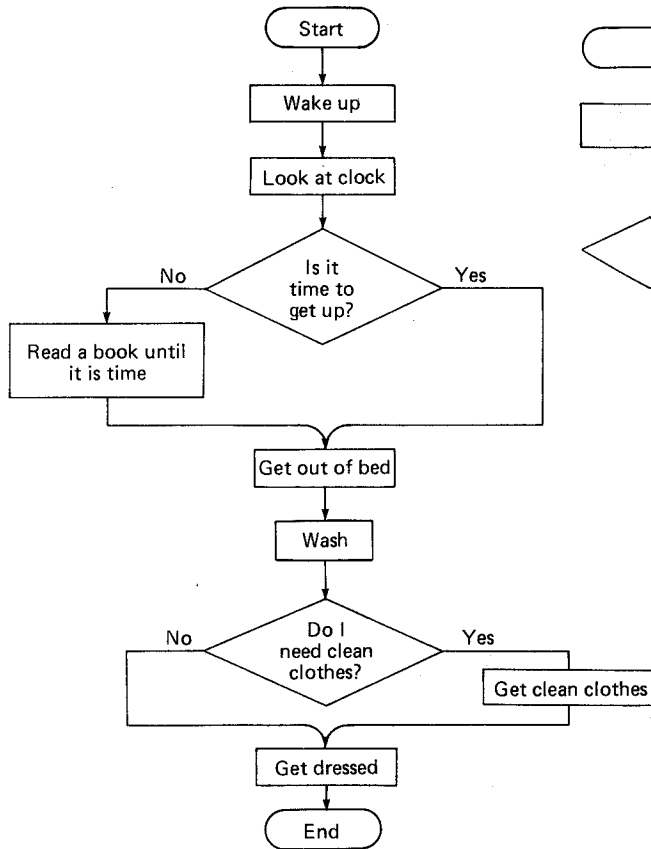 Start
Wake up
Look at clock
Is it
time to
get up?
No
Yes
Read a book until
it is time
Get out of bed
Wash
Do I
need clean
clothes?
No
Yes
Get clean clothes
Get dressed
End